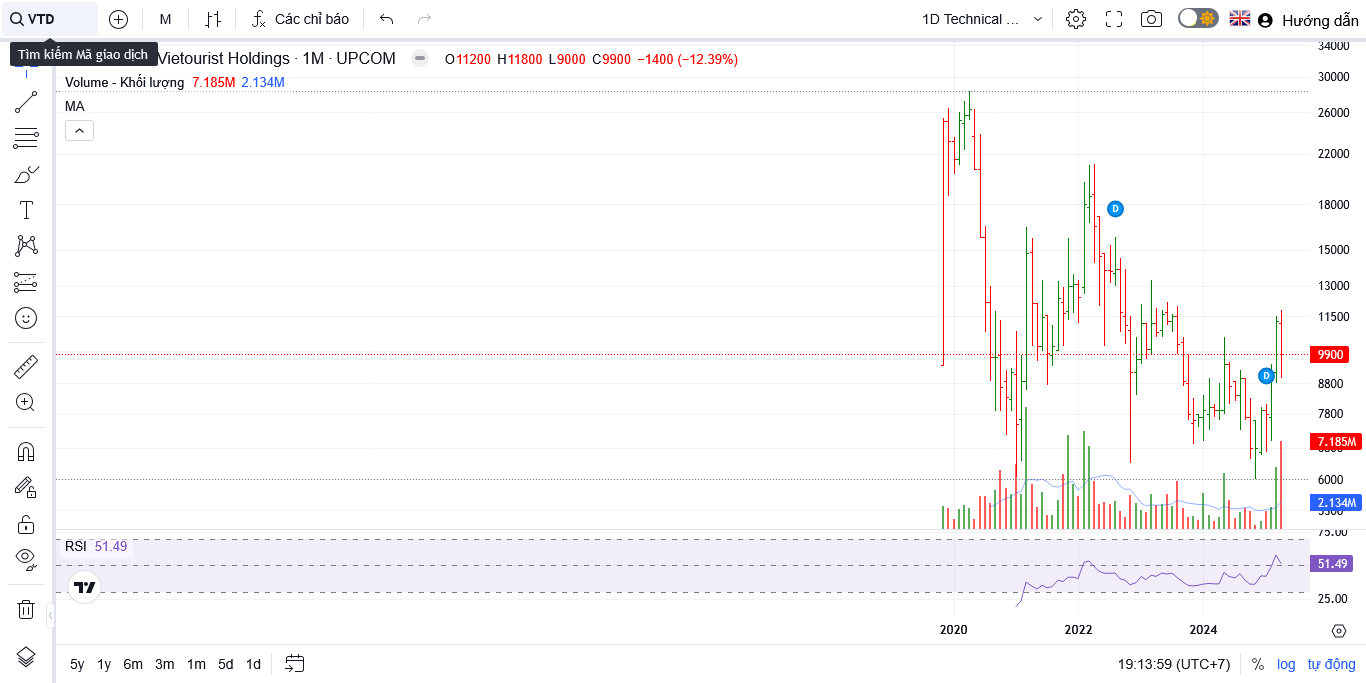 VTD
M
Các chỉ báo
1D Technical ...
Hướng dẫn
Tìm kiếm Mã giao dịch
Vietourist Holdings · 1M · UPCOM
O11200 H11800 L9000 C9900 −1400 (−12.39%)
Volume - Khối lượng 7.185M 2.134M
MA
34000
30000
26000
22000
18000
15000
13000
11500
9900
8800
7800
7.185M
6000
2.134M
D
D
75.00
RSI 51.49
51.49
25.00
2020
2022
2024
5y 1y 6m 3m 1m 5d 1d
19:13:59 (UTC+7)
% log tự động